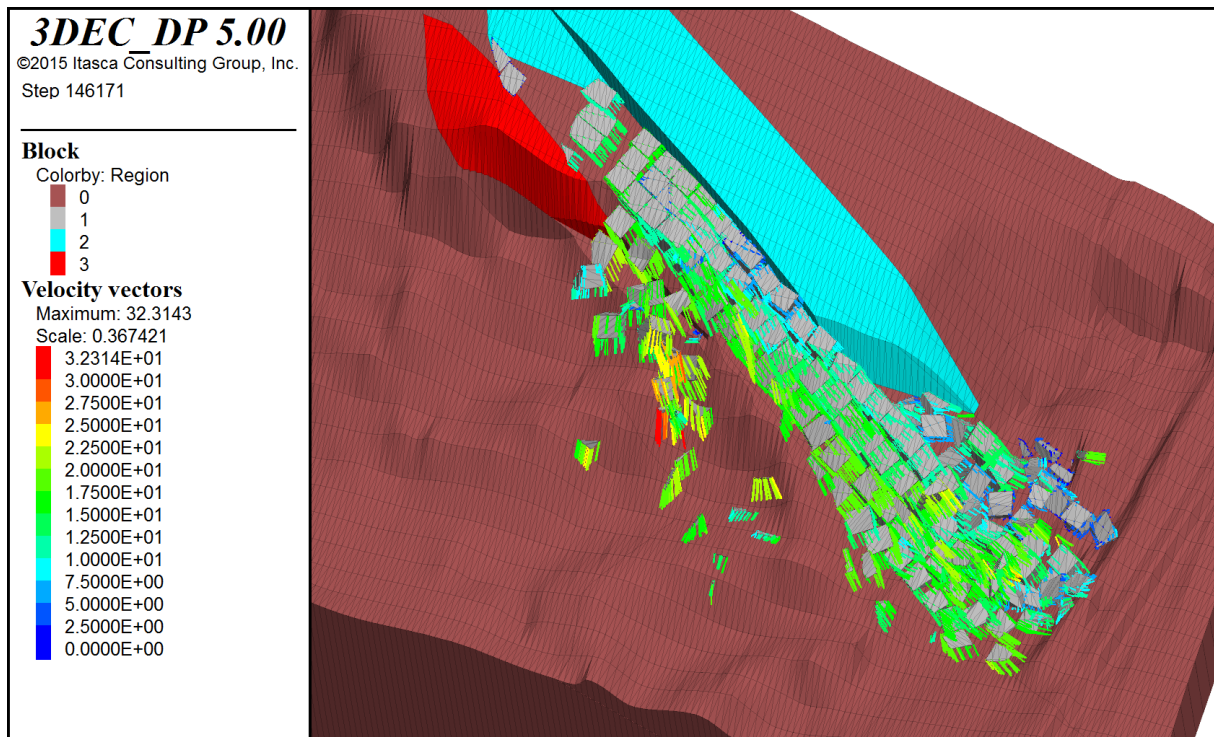 3DEC_DP 5.00
©2015 Itasca Consulting Group, Inc.
Step 146171
Block
Colorby: Region
0
1
2
3
Velocity vectors
Maximum: 32.3143
Scale: 0.367421
3.2314E+01
3.0000E+01
2.7500E+01
2.5000E+01
2.2500E+01
2.0000E+01
1.7500E+01
1.5000E+01
1.2500E+01
1.0000E+01
7.5000E+00
5.0000E+00
2.5000E+00
0.0000E+00